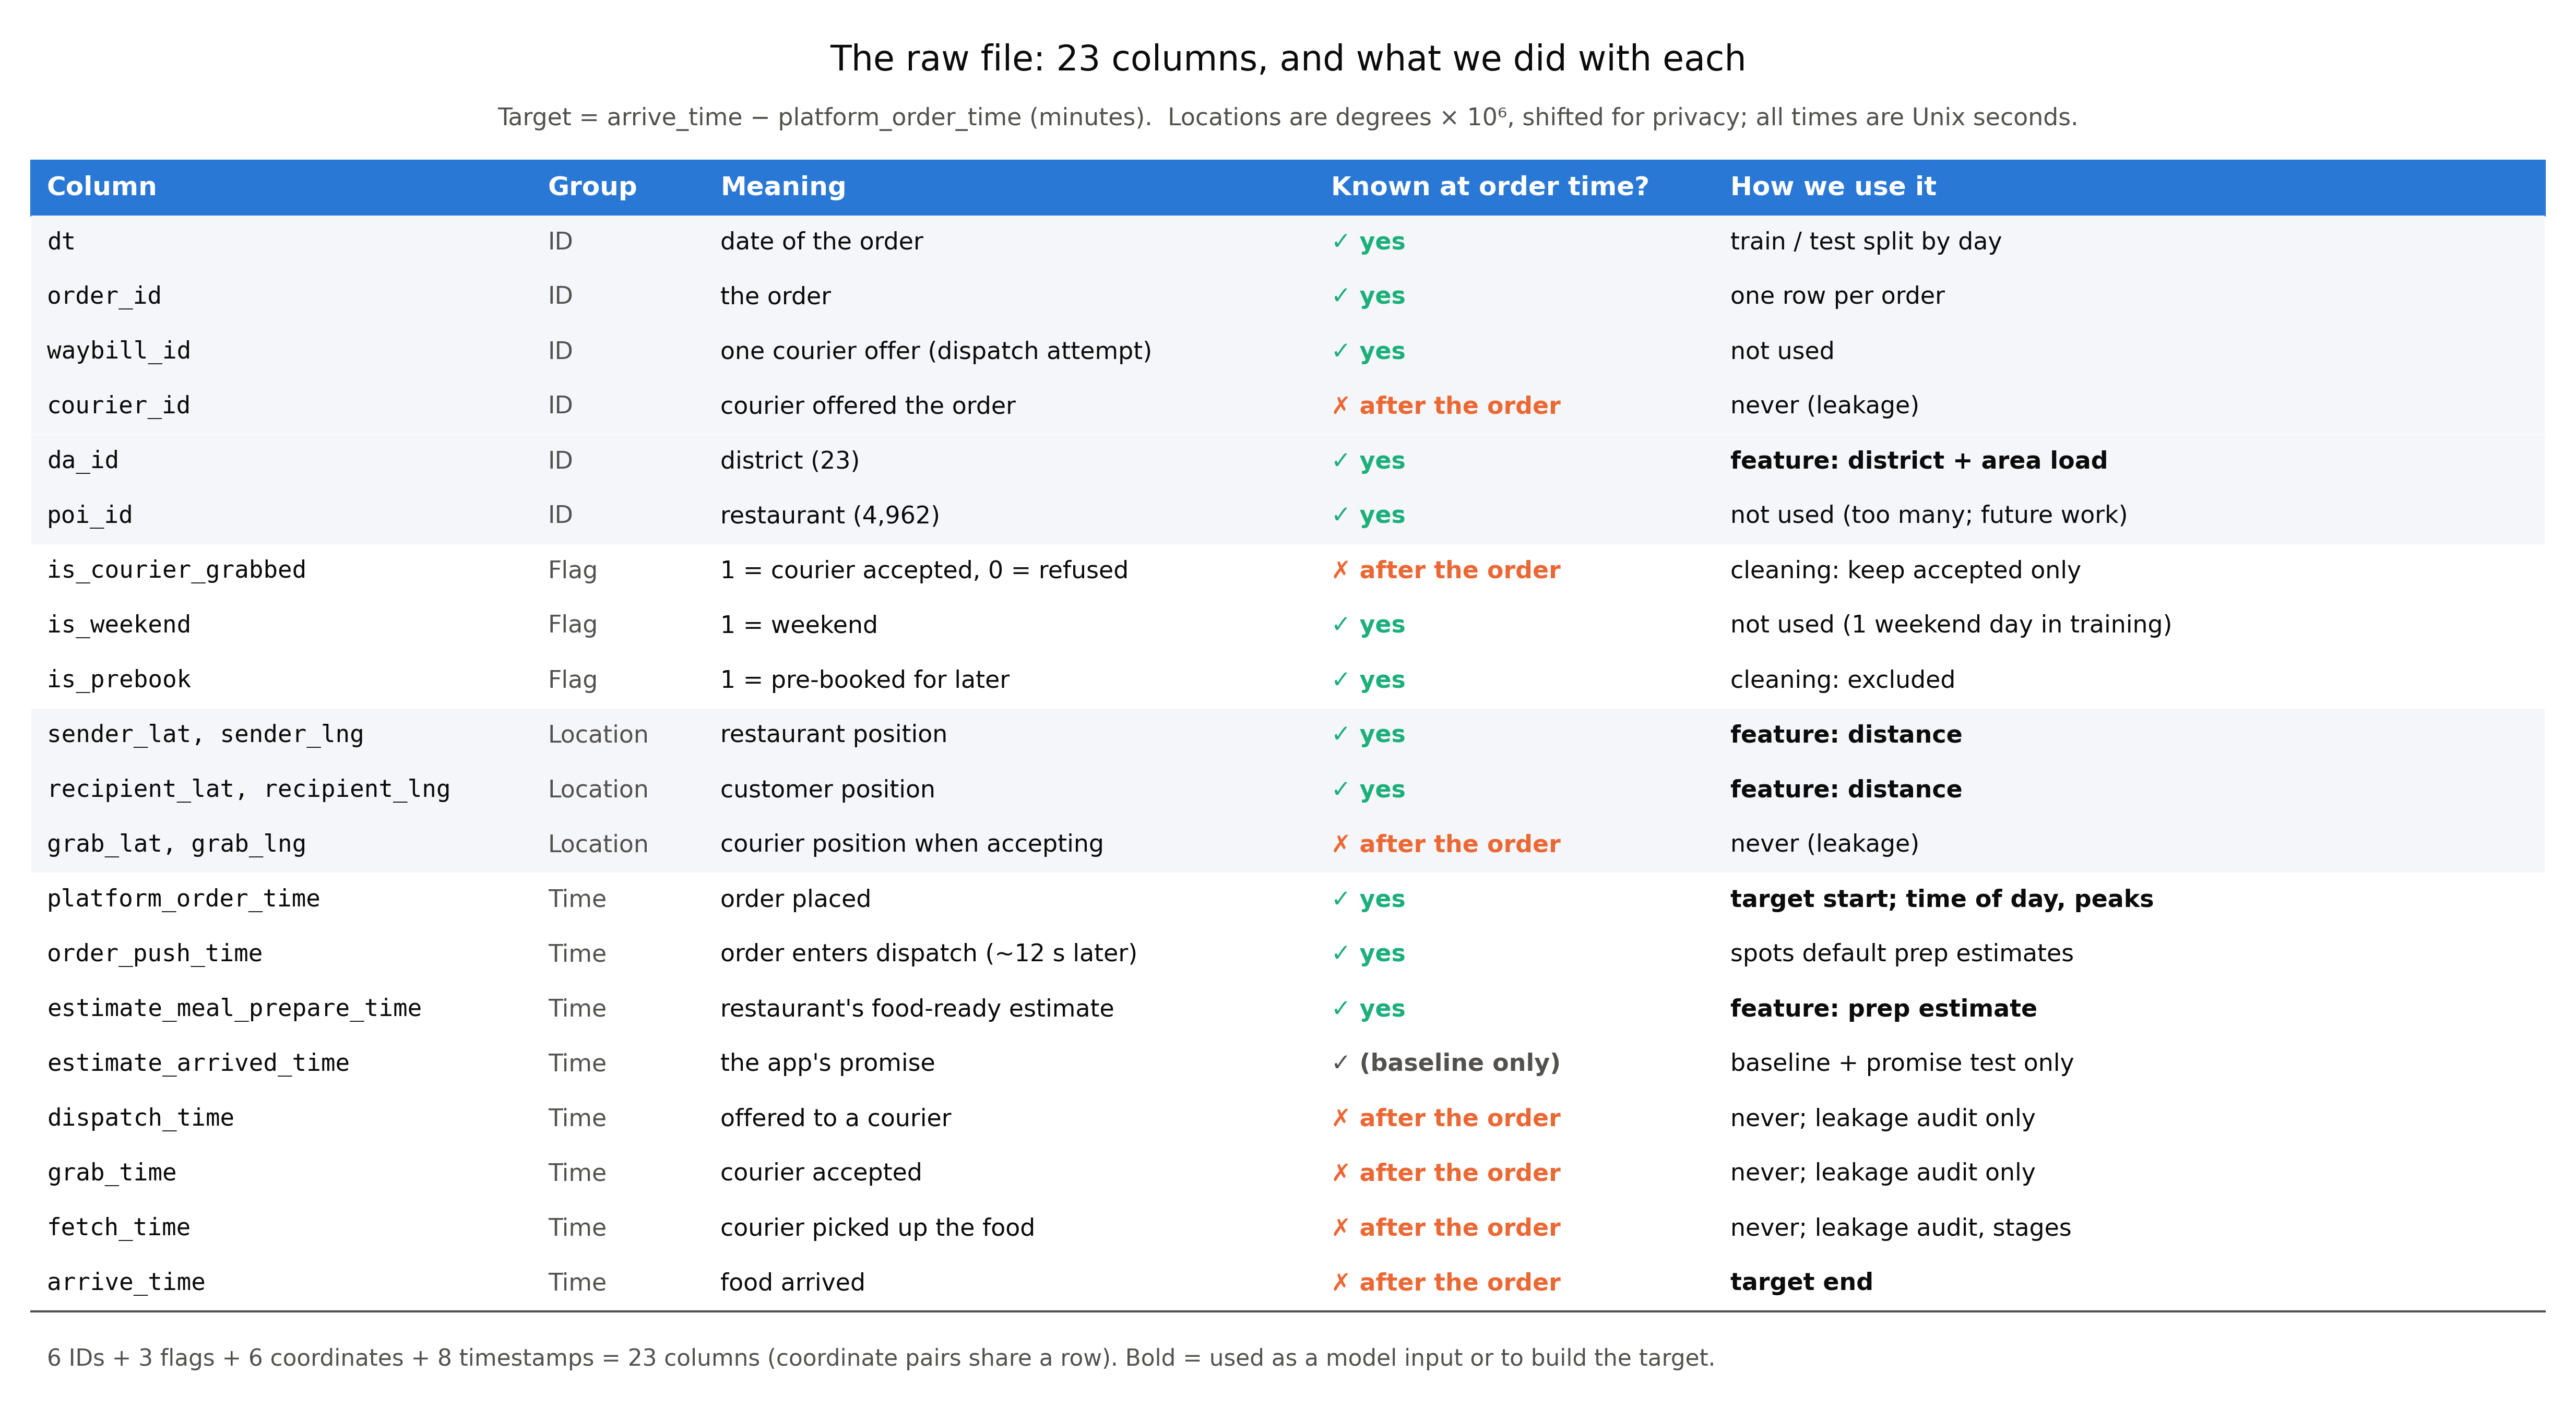 The raw file: 23 columns, and what we did with each
Target = arrive_time − platform_order_time (minutes).  Locations are degrees × 10⁶, shifted for privacy; all times are Unix seconds.
Column Group Meaning Known at order time? How we use it
dt ID date of the order ✓ yes train / test split by day
order_id ID the order ✓ yes one row per order
waybill_id ID one courier offer (dispatch attempt) ✓ yes not used
courier_id ID courier offered the order ✗ after the order never (leakage)
da_id ID district (23) ✓ yes feature: district + area load
poi_id ID restaurant (4,962) ✓ yes not used (too many; future work)
is_courier_grabbed Flag 1 = courier accepted, 0 = refused ✗ after the order cleaning: keep accepted only
is_weekend Flag 1 = weekend ✓ yes not used (1 weekend day in training)
is_prebook Flag 1 = pre-booked for later ✓ yes cleaning: excluded
sender_lat, sender_lng Location restaurant position ✓ yes feature: distance
recipient_lat, recipient_lng Location customer position ✓ yes feature: distance
grab_lat, grab_lng Location courier position when accepting ✗ after the order never (leakage)
platform_order_time Time order placed ✓ yes target start; time of day, peaks
order_push_time Time order enters dispatch (~12 s later) ✓ yes spots default prep estimates
estimate_meal_prepare_time Time restaurant's food-ready estimate ✓ yes feature: prep estimate
estimate_arrived_time Time the app's promise ✓ (baseline only) baseline + promise test only
dispatch_time Time offered to a courier ✗ after the order never; leakage audit only
grab_time Time courier accepted ✗ after the order never; leakage audit only
fetch_time Time courier picked up the food ✗ after the order never; leakage audit, stages
arrive_time Time food arrived ✗ after the order target end
6 IDs + 3 flags + 6 coordinates + 8 timestamps = 23 columns (coordinate pairs share a row). Bold = used as a model input or to build the target.